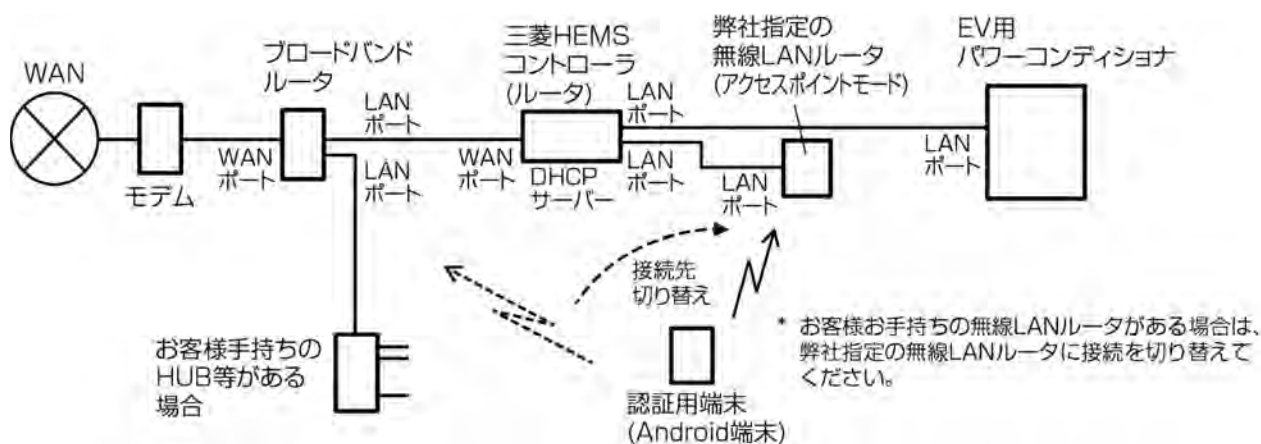 WAN
モデム
WAN
ポート
ブロードバンド
ルータ
LAN
ポート
LAN
ポート
お客様手持ちの
HUB等がある
場合
三菱HEMS
コントローラ
(ルータ)
WAN
ポート
DHCP
サーバー
LAN
ポート
LAN
ポート
弊社指定の
無線LANルータ
(アクセスポイントモード)
LAN
ポート
EV用
パワーコンディショナ
LAN
ポート
接続先
切り替え
認証用端末
(Android端末)
* お客様お手持ちの無線LANルータがある場合は、
弊社指定の無線LANルータに接続を切り替えて
ください。